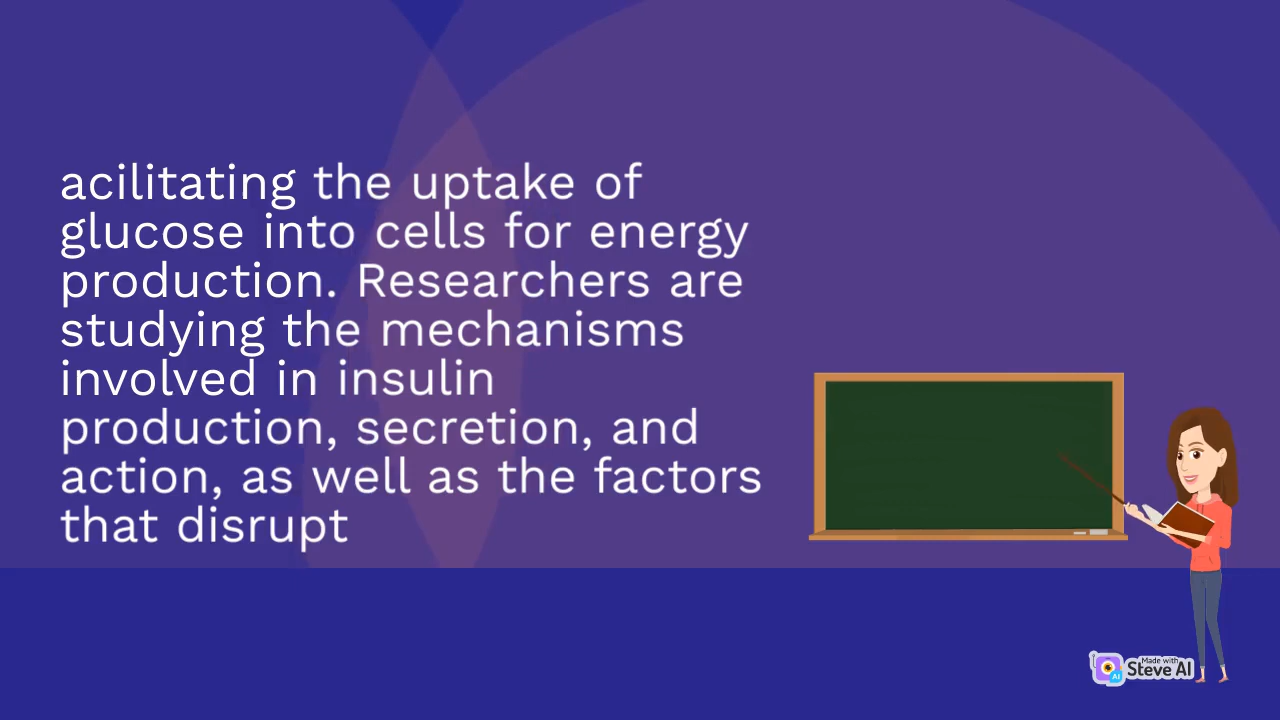 acilitating the uptake of
glucose into cells for energy
production. Researchers are
studying the mechanisms
involved in insulin
production, secretion, and
action, as well as the factors
that disrupt
Made with
Steve AI
AI